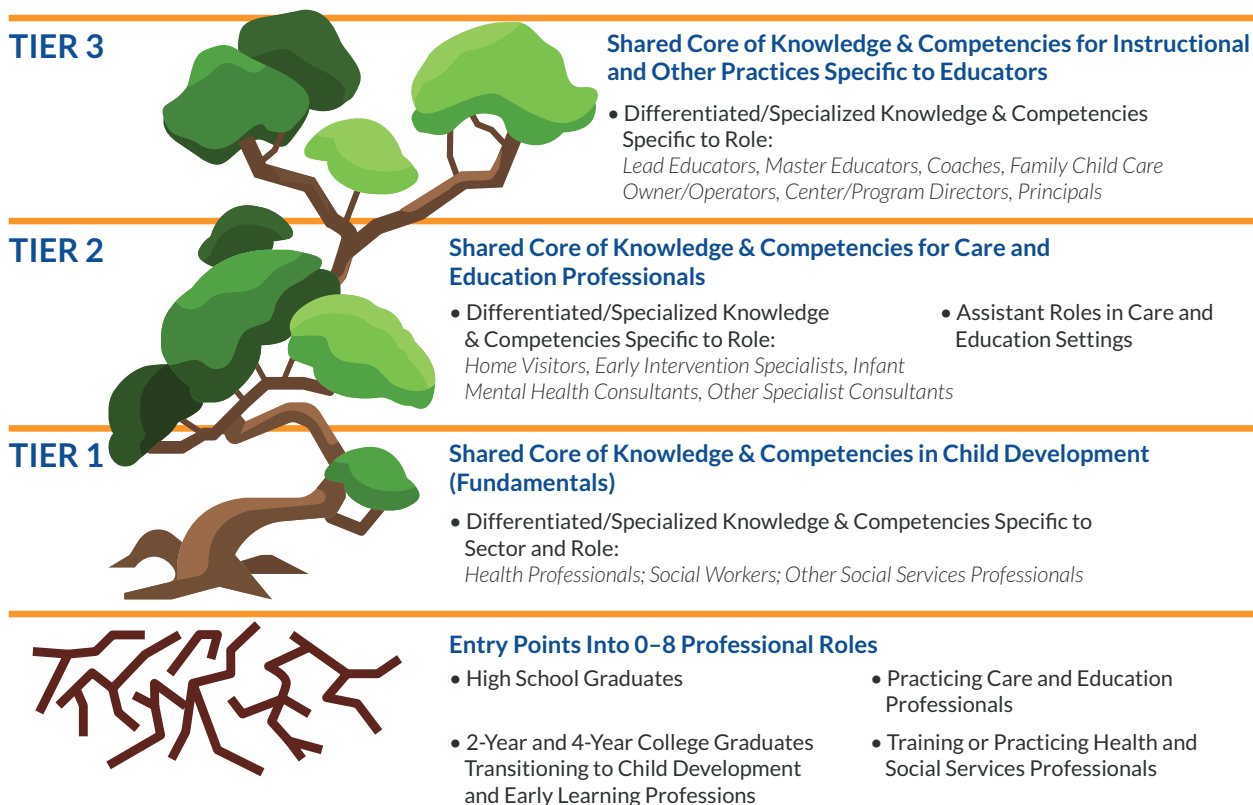 TIER 3
Shared Core of Knowledge & Competencies for Instructional
and Other Practices Specific to Educators
• Differentiated/Specialized Knowledge & Competencies
Specific to Role:
Lead Educators, Master Educators, Coaches, Family Child Care
Owner/Operators, Center/Program Directors, Principals
TIER 2
Shared Core of Knowledge & Competencies for Care and
Education Professionals
• Differentiated/Specialized Knowledge
& Competencies Specific to Role:
Home Visitors, Early Intervention Specialists, Infant
Mental Health Consultants, Other Specialist Consultants
• Assistant Roles in Care and
Education Settings
TIER 1
Shared Core of Knowledge & Competencies in Child Development
(Fundamentals)
• Differentiated/Specialized Knowledge & Competencies Specific to
Sector and Role:
Health Professionals; Social Workers; Other Social Services Professionals
Entry Points Into 0–8 Professional Roles
• High School Graduates
• 2-Year and 4-Year College Graduates
Transitioning to Child Development
and Early Learning Professions
• Practicing Care and Education
Professionals
• Training or Practicing Health and
Social Services Professionals